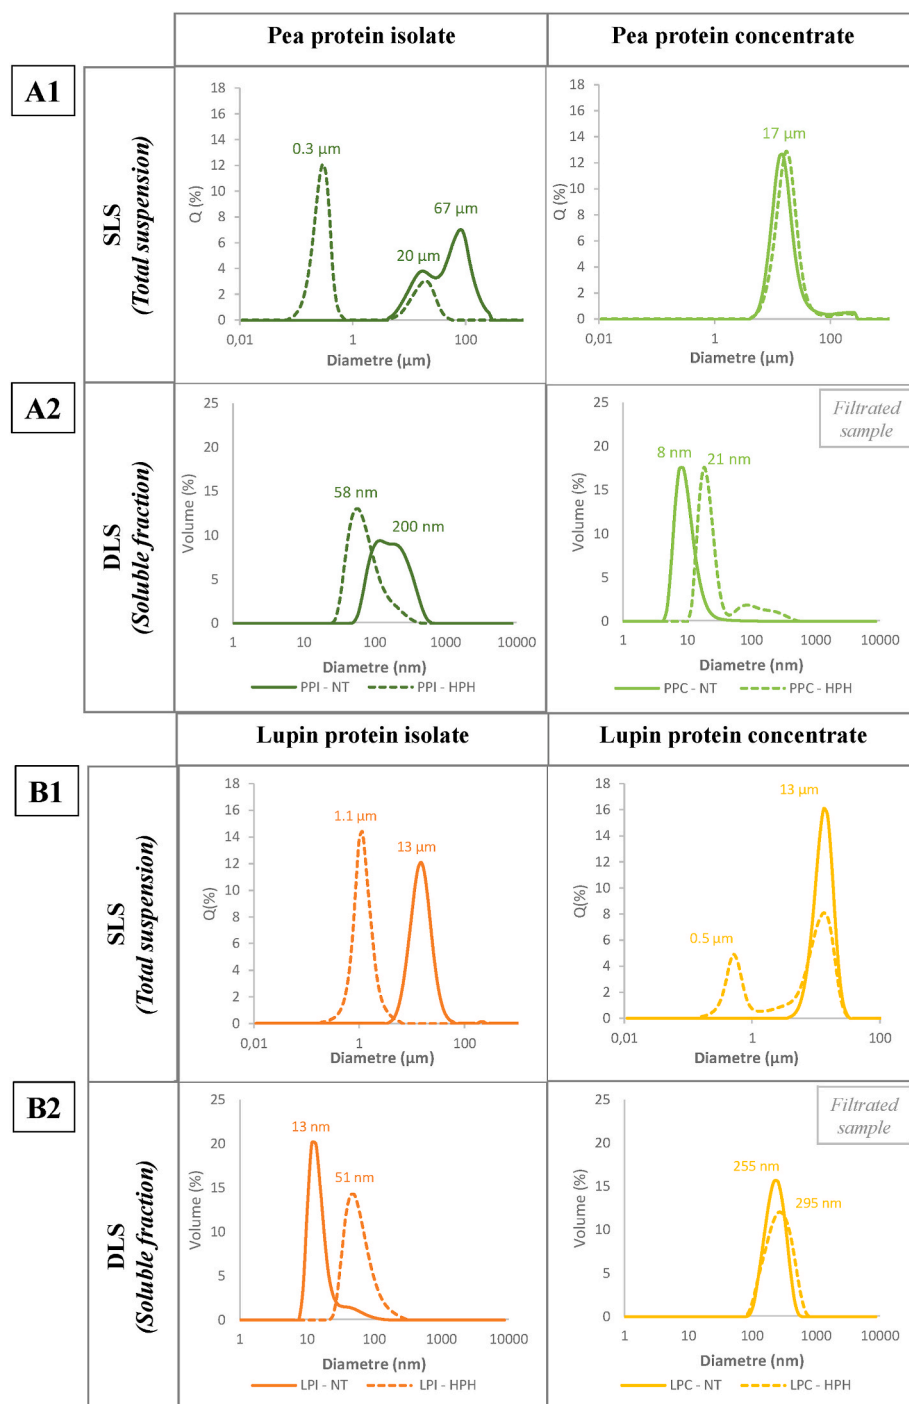 Pea protein isolate
Pea protein concentrate
A1
SLS
(Total suspension)
18
16
14
12
10
8
6
4
2
0
Q (%)
0.3 µm
20 µm
67 µm
0,01
1
100
Diametre (µm)
18
16
14
12
10
8
6
4
2
0
Q (%)
17 µm
0,01
1
100
Diametre (µm)
A2
DLS
(Soluble fraction)
25
20
15
10
5
0
Volume (%)
58 nm
200 nm
1
10
100
1000
10000
Diametre (nm)
PPI - NT
PPI - HPH
Filtrated
sample
25
20
15
10
5
0
Volume (%)
8 nm
21 nm
1
10
100
1000
10000
Diametre (nm)
PPC - NT
PPC - HPH
Lupin protein isolate
Lupin protein concentrate
B1
SLS
(Total suspension)
18
16
14
12
10
8
6
4
2
0
Q(%)
1.1 µm
13 µm
0,01
1
100
Diametre (µm)
18
16
14
12
10
8
6
4
2
0
Q(%)
0.5 µm
13 µm
0,01
1
100
Diametre (µm)
B2
DLS
(Soluble fraction)
25
20
15
10
5
0
Volume (%)
13 nm
51 nm
1
10
100
1000
10000
Diametre (nm)
LPI - NT
LPI - HPH
Filtrated
sample
25
20
15
10
5
0
Volume (%)
255 nm
295 nm
1
10
100
1000
10000
Diametre (nm)
LPC - NT
LPC - HPH